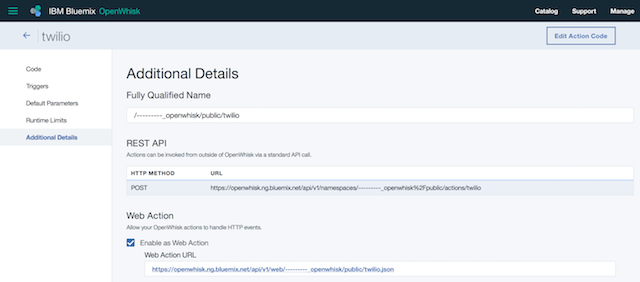 IBM Bluemix OpenWhisk Catalog Support Manage
← twilio Edit Action Code
Code
Triggers
Default Parameters
Runtime Limits
Additional Details
Additional Details
Fully Qualified Name
/---------_openwhisk/public/twilio
REST API
Actions can be invoked from outside of OpenWhisk via a standard API call.
HTTP METHOD URL
POST https://openwhisk.ng.bluemix.net/api/v1/namespaces/---------_openwhisk%2Fpublic/actions/twilio
Web Action
Allow your OpenWhisk actions to handle HTTP events.
Enable as Web Action
Web Action URL
https://openwhisk.ng.bluemix.net/api/v1/web/---------_openwhisk/public/twilio.json